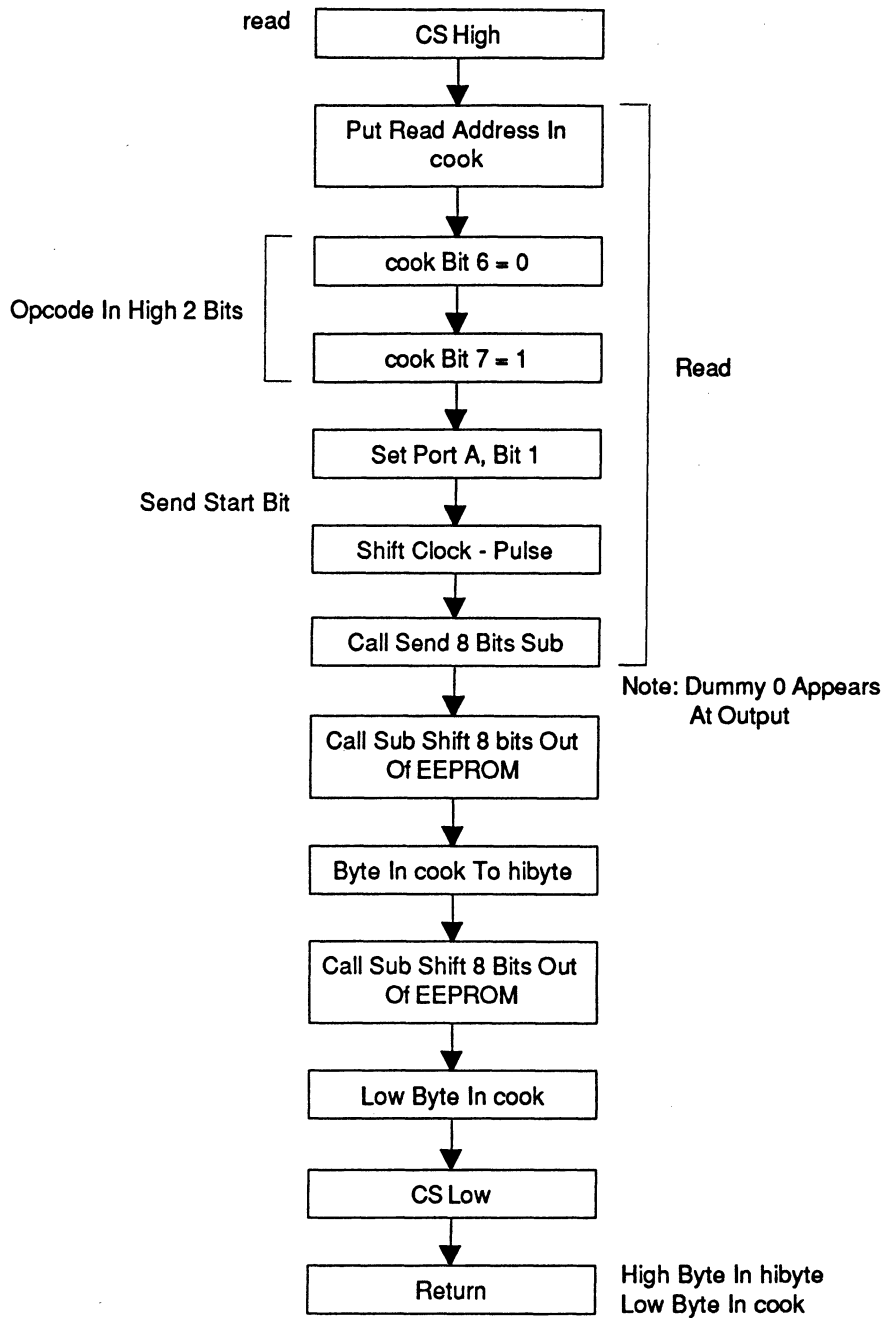 read
CS High
Put Read Address In
cook
cook Bit 6 = 0
Opcode In High 2 Bits
cook Bit 7 = 1
Read
Set Port A, Bit 1
Send Start Bit
Shift Clock - Pulse
Call Send 8 Bits Sub
Note: Dummy 0 Appears
At Output
Call Sub Shift 8 bits Out
Of EEPROM
Byte In cook To hibyte
Call Sub Shift 8 Bits Out
Of EEPROM
Low Byte In cook
CS Low
Return
High Byte In hibyte
Low Byte In cook